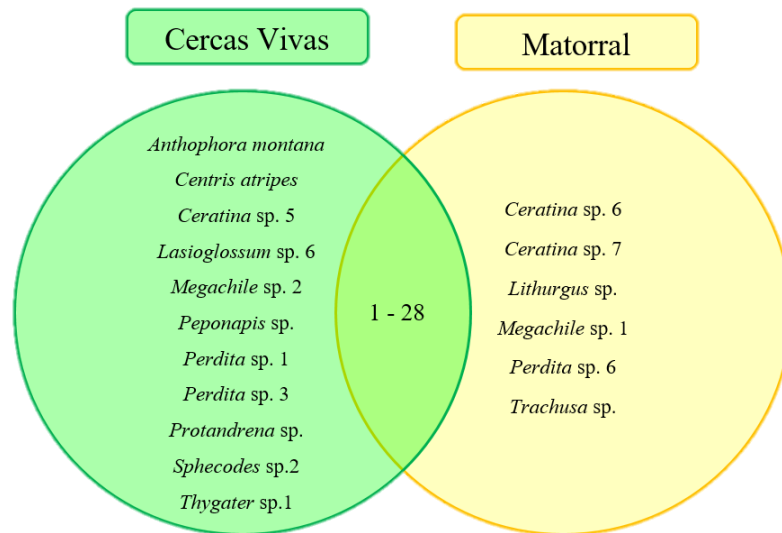 Cercas Vivas
Matorral
Anthophora montana
Centris atripes
Ceratina sp. 5
Lasioglossum sp. 6
Megachile sp. 2
Peponapis sp.
Perdita sp. 1
Perdita sp. 3
Protandrena sp.
Sphecodes sp.2
Thygater sp.1
1 - 28
Ceratina sp. 6
Ceratina sp. 7
Lithurgus sp.
Megachile sp. 1
Perdita sp. 6
Trachusa sp.